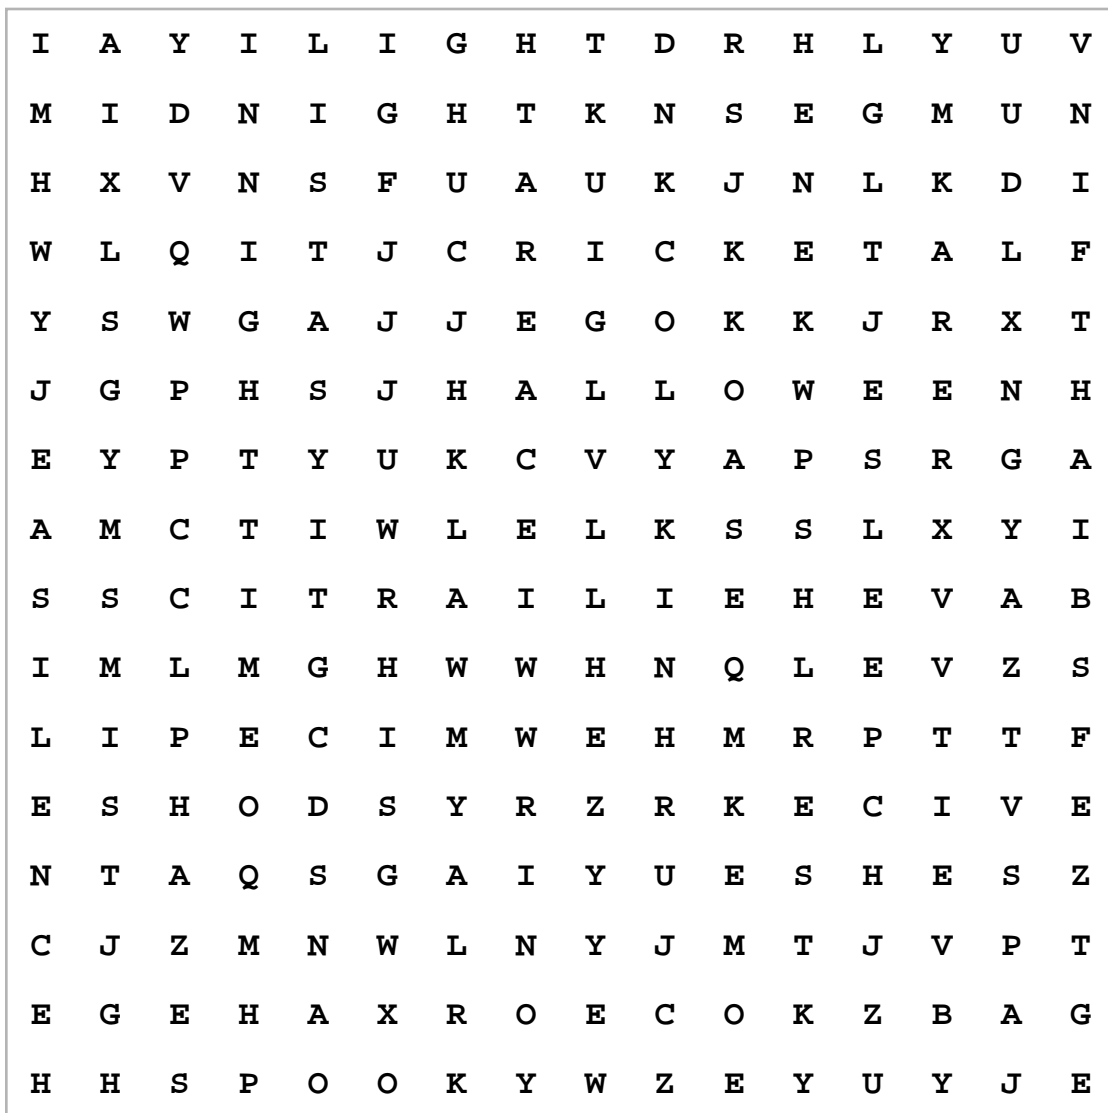 I A Y I L I G H T D R H L Y U V
M I D N I G H T K N S E G M U N
H X V N S F U A U K J N L K D I
W L Q I T J C R I C K E T A L F
Y S W G A J J E G O K K J R X T
J G P H S J H A L L O W E E N H
E Y P T Y U K C V Y A P S R G A
A M C T I W L E L K S S L X Y I
S S C I T R A I L I E H E V A B
I M L M G H W W H N Q L E V Z S
L I P E C I M W E H M R P T T F
E S H O D S Y R Z R K E C I V E
N T A Q S G A I Y U E S H E S Z
C J Z M N W L N Y J M T J V P T
E G E H A X R O E C O K Z B A G
H H S P O O K Y W Z E Y U Y J E